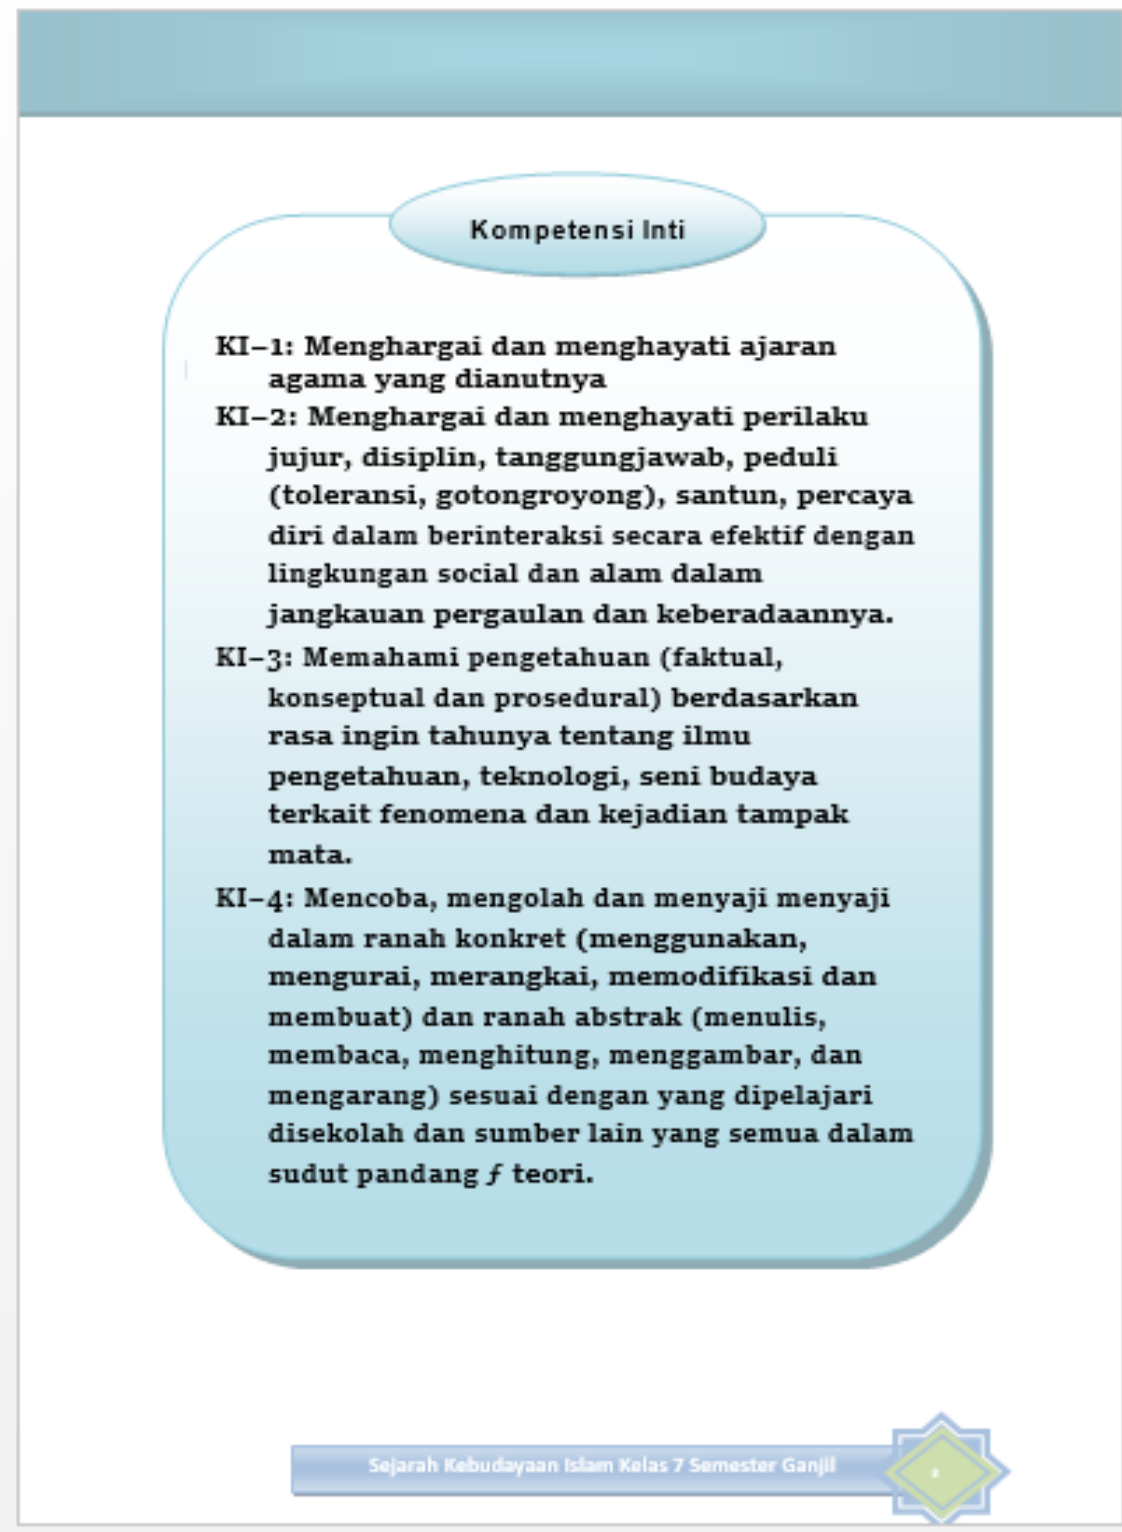 Kompetensi Inti
KI–1: Menghargai dan menghayati ajaran
agama yang dianutnya
KI–2: Menghargai dan menghayati perilaku
jujur, disiplin, tanggungjawab, peduli
(toleransi, gotongroyong), santun, percaya
diri dalam berinteraksi secara efektif dengan
lingkungan social dan alam dalam
jangkauan pergaulan dan keberadaannya.
KI–3: Memahami pengetahuan (faktual,
konseptual dan prosedural) berdasarkan
rasa ingin tahunya tentang ilmu
pengetahuan, teknologi, seni budaya
terkait fenomena dan kejadian tampak
mata.
KI–4: Mencoba, mengolah dan menyaji menyaji
dalam ranah konkret (menggunakan,
mengurai, merangkai, memodifikasi dan
membuat) dan ranah abstrak (menulis,
membaca, menghitung, menggambar, dan
mengarang) sesuai dengan yang dipelajari
disekolah dan sumber lain yang semua dalam
sudut pandang ƒ teori.
Sejarah Kebudayaan Islam Kelas 7 Semester Ganjil